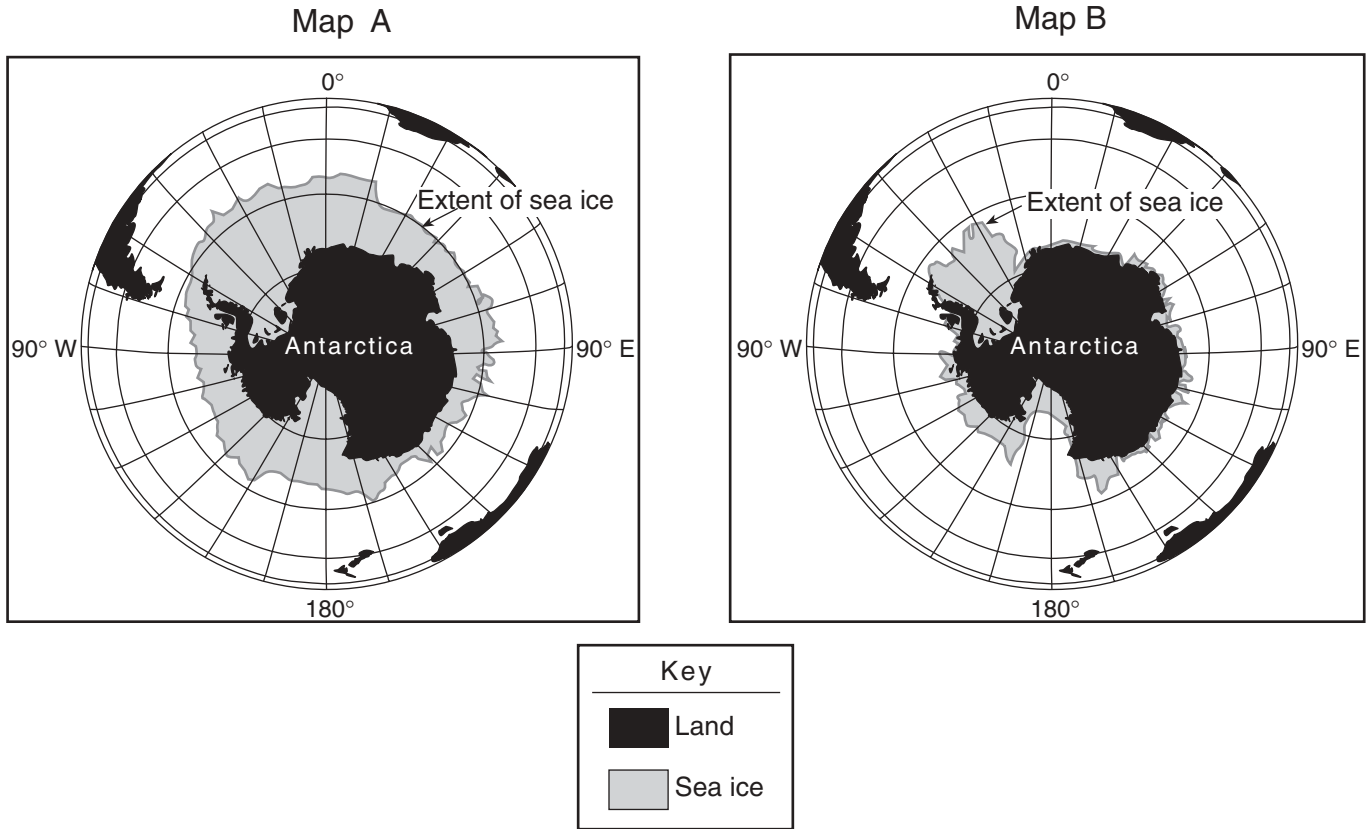 Map A
0°
Extent of sea ice
90° W
Antarctica
90° E
180°
Map B
0°
Extent of sea ice
90° W
Antarctica
90° E
180°
Key
Land
Sea ice